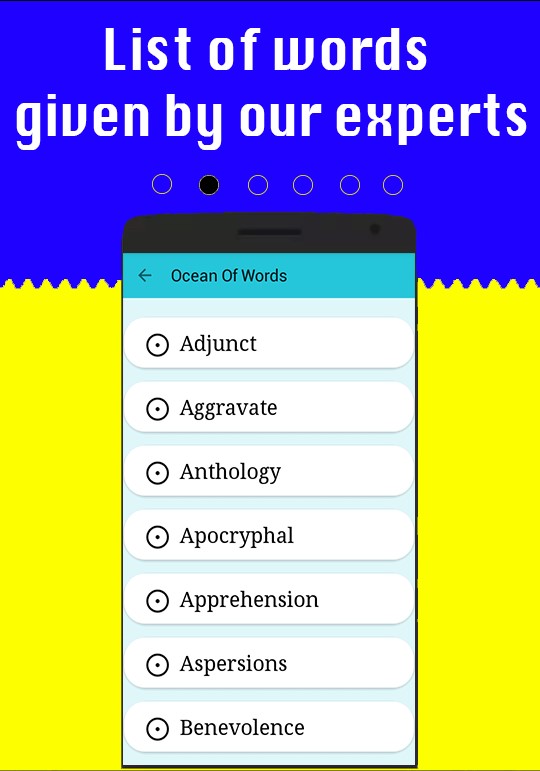 List of words
given by our experts
Ocean Of Words
Adjunct
Aggravate
Anthology
Apocryphal
Apprehension
Aspersions
Benevolence